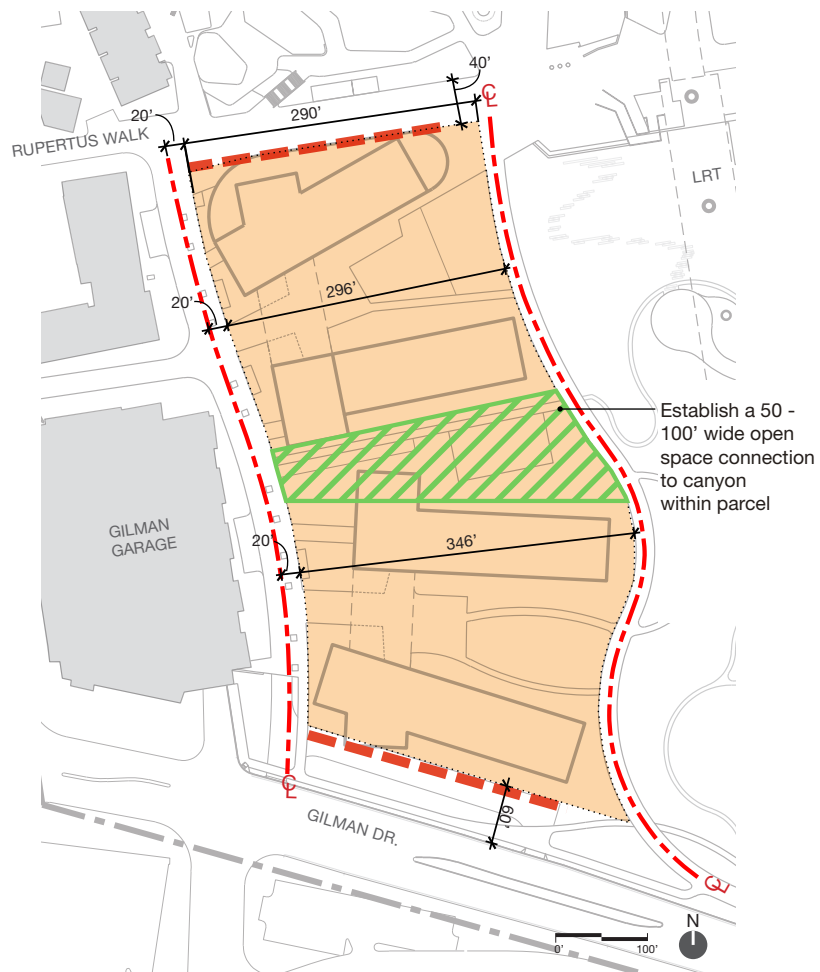 40'
20'
290'
℄
RUPERTUS WALK
LRT
20'
296'
Establish a 50 -
100' wide open
space connection
to canyon
within parcel
GILMAN
GARAGE
20'
346'
℄
60'
GILMAN DR.
℄
N
0'
100'